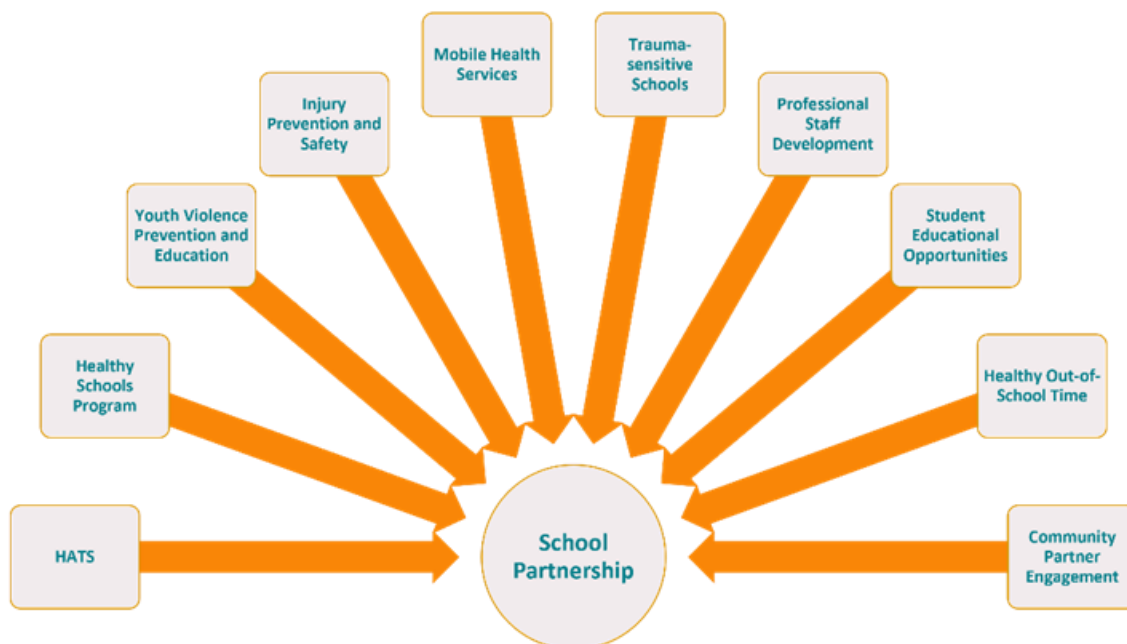 Mobile Health
Services
Trauma-
sensitive
Schools
Injury
Prevention and
Safety
Professional
Staff
Development
Youth Violence
Prevention and
Education
Student
Educational
Opportunities
Healthy
Schools
Program
Healthy Out-of-
School Time
HATS
School
Partnership
Community
Partner
Engagement